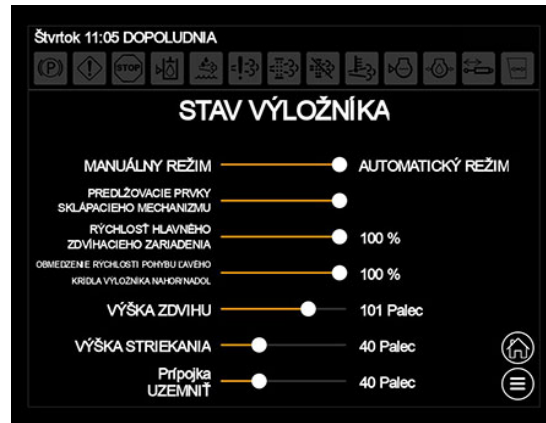 Štvrtok 11:05 DOPOLUDNIA
STOP
STAV VÝLOŽNÍKA
MANUÁLNY REŽIM AUTOMATICKÝ REŽIM
PREDLŽOVACIE PRVKY
SKLÁPACIEHO MECHANIZMU
RÝCHLOSŤ HLAVNÉHO
ZDVÍHACIEHO ZARIADENIA 100 %
OBMEDZENIE RÝCHLOSTI POHYBU ĽAVÉHO
KRÍDLA VÝLOŽNÍKA NAHOR/NADOL 100 %
VÝŠKA ZDVIHU 101 Palec
VÝŠKA STRIEKANIA 40 Palec
Prípojka
UZEMNIŤ 40 Palec